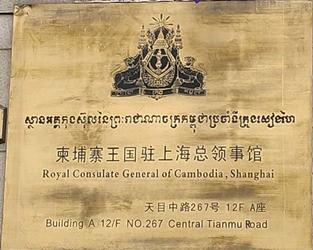 ស្ថានអគ្គកុងស៊ុលនៃព្រះរាជាណាចក្រកម្ពុជាប្រចាំទីក្រុងសៀងហៃ
柬埔寨王国驻上海总领事馆
Royal Consulate General of Cambodia, Shanghai
天目中路267号 12F A座
Building A 12/F NO.267 Central Tianmu Road